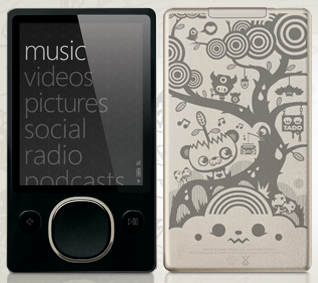 music
videos
pictures
social
radio
podcasts
TADO